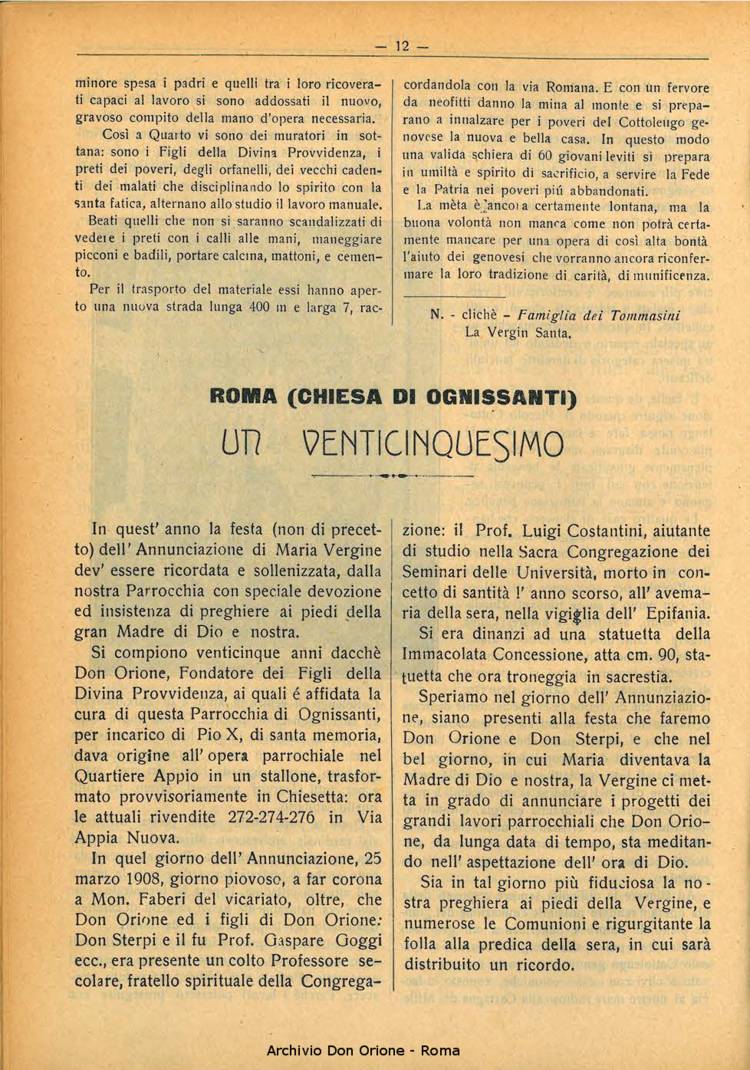 — 12 —
minore spesa i padri e quelli tra i loro ricovera-
ti capaci al lavoro si sono addossati il nuovo,
gravoso compito della mano d'opera necessaria.
Così a Quarto vi sono dei muratori in sot-
tana: sono i Figli della Divina Provvidenza, i
preti dei poveri, degli orfanelli, dei vecchi caden-
ti dei malati che disciplinando lo spirito con la
santa fatica, alternano allo studio il lavoro manuale.
Beati quelli che non si saranno scandalizzati di
vedere i preti con i calli alle mani, maneggiare
picconi e badili, portare calcina, mattoni, e cemen-
to.
Per il trasporto del materiale essi hanno aper-
to una nuova strada lunga 400 m e larga 7, rac-
cordandola con la via Romana. E con un fervore
da neofitti danno la mina al monte e si prepa-
rano a innalzare per i poveri del Cottolengo ge-
novese la nuova e bella casa. In questo modo
una valida schiera di 60 giovani leviti si prepara
in umiltà e spirito di sacrificio, a servire la Fede
e la Patria nei poveri più abbandonati.
La mèta è ancora certamente lontana, ma la
buona volontà non manca come non potrà certa-
mente mancare per una opera di così alta bontà
l'aiuto dei genovesi che vorranno ancora riconfer-
mare la loro tradizione di carità, di munificenza.
N. - clichè - Famiglia dei Tommasini
La Vergin Santa.
ROMA (CHIESA DI OGNISSANTI)
UN VENTICINQUESIMO
In quest' anno la festa (non di precet-
to) dell' Annunciazione di Maria Vergine
dev' essere ricordata e sollenizzata, dalla
nostra Parrocchia con speciale devozione
ed insistenza di preghiere ai piedi della
gran Madre di Dio e nostra.
Si compiono venticinque anni dacchè
Don Orione, Fondatore dei Figli della
Divina Provvidenza, ai quali é affidata la
cura di questa Parrocchia di Ognissanti,
per incarico di Pio X, di santa memoria,
dava origine all' opera parrochiale nel
Quartiere Appio in un stallone, trasfor-
mato provvisoriamente in Chiesetta: ora
le attuali rivendite 272-274-276 in Via
Appia Nuova.
In quel giorno dell' Annunciazione, 25
marzo 1908, giorno piovoso, a far corona
a Mon. Faberi del vicariato, oltre, che
Don Orione ed i figli di Don Orione:
Don Sterpi e il fu Prof. Gaspare Goggi
ecc., era presente un colto Professore se-
colare, fratello spirituale della Congrega-
zione: il Prof. Luigi Costantini, aiutante
di studio nella Sacra Congregazione dei
Seminari delle Università, morto in con-
cetto di santità l' anno scorso, all' avema-
ria della sera, nella vigiglia dell' Epifania.
Si era dinanzi ad una statuetta della
Immacolata Concessione, atta cm. 90, sta-
tuetta che ora troneggia in sacrestia.
Speriamo nel giorno dell' Annunziazio-
ne, siano presenti alla festa che faremo
Don Orione e Don Sterpi, e che nel
bel giorno, in cui Maria diventava la
Madre di Dio e nostra, la Vergine ci met-
ta in grado di annunciare i progetti dei
grandi lavori parrocchiali che Don Orio-
ne, da lunga data di tempo, sta meditan-
do nell' aspettazione dell' ora di Dio.
Sia in tal giorno più fiduciosa la no-
stra preghiera ai piedi della Vergine, e
numerose le Comunioni e rigurgitante la
folla alla predica della sera, in cui sarà
distribuito un ricordo.
Archivio Don Orione - Roma